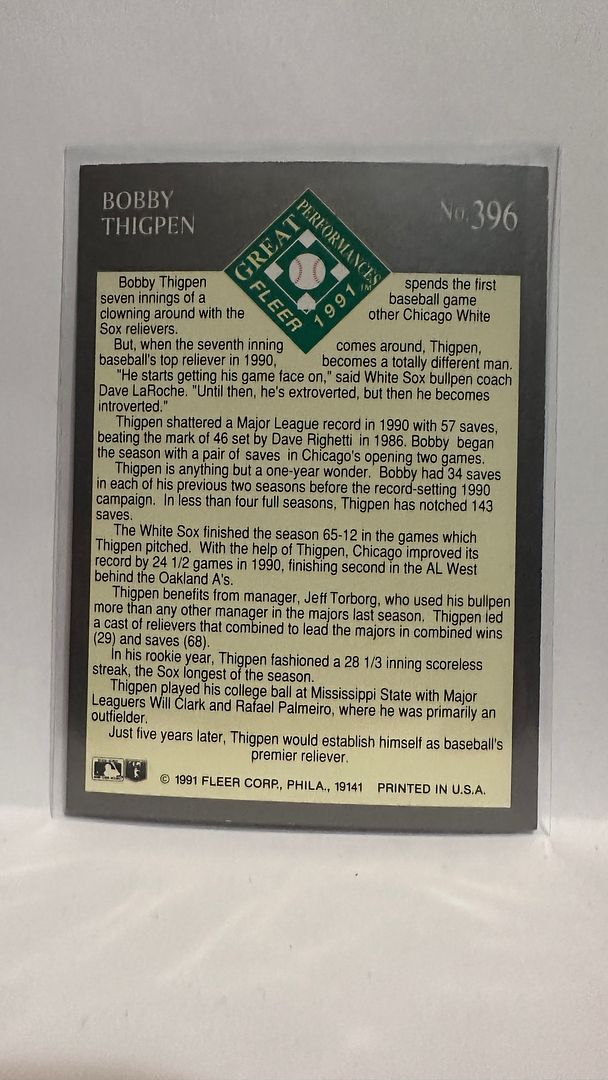 BOBBY
THIGPEN
No. 396
GREAT
PERFORMANCES
FLEER
1991
TM
Bobby Thigpen spends the first
seven innings of a baseball game
clowning around with the other Chicago White
Sox relievers.
But, when the seventh inning comes around, Thigpen,
baseball's top reliever in 1990, becomes a totally different man.
"He starts getting his game face on," said White Sox bullpen coach
Dave LaRoche. "Until then, he's extroverted, but then he becomes
introverted."
Thigpen shattered a Major League record in 1990 with 57 saves,
beating the mark of 46 set by Dave Righetti in 1986. Bobby began
the season with a pair of saves in Chicago's opening two games.
Thigpen is anything but a one-year wonder. Bobby had 34 saves
in each of his previous two seasons before the record-setting 1990
campaign. In less than four full seasons, Thigpen has notched 143
saves.
The White Sox finished the season 65-12 in the games which
Thigpen pitched. With the help of Thigpen, Chicago improved its
record by 24 1/2 games in 1990, finishing second in the AL West
behind the Oakland A's.
Thigpen benefits from manager, Jeff Torborg, who used his bullpen
more than any other manager in the majors last season. Thigpen led
a cast of relievers that combined to lead the majors in combined wins
(29) and saves (68).
In his rookie year, Thigpen fashioned a 28 1/3 inning scoreless
streak, the Sox longest of the season.
Thigpen played his college ball at Mississippi State with Major
Leaguers Will Clark and Rafael Palmeiro, where he was primarily an
outfielder.
Just five years later, Thigpen would establish himself as baseball's
premier reliever.
© 1991 FLEER CORP., PHILA., 19141 PRINTED IN U.S.A.